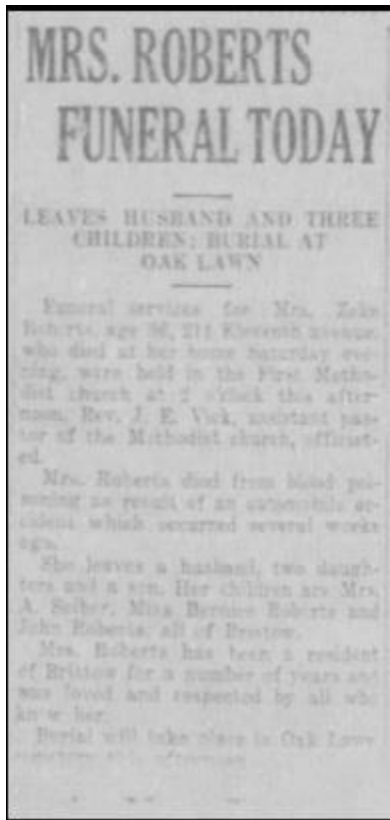 MRS. ROBERTS
FUNERAL TODAY
LEAVES HUSBAND AND THREE
CHILDREN; BURIAL AT
OAK LAWN
Funeral services for Mrs.
Roberts, age 211 Eleventh avenue,
who died at her home Saturday eve-
ning, were held in the First Metho-
dist church at 2 o'clock this after-
noon. Rev. J. E. Vick, assistant pas-
tor of the Methodist church, officiat-
ed.
Mrs. Roberts died from blood poi-
soning as result of an automobile ac-
cident which occurred several weeks
ago.
She leaves a husband, two daugh-
ters and a son. Her children are Mrs.
A. Miss Bernice Roberts and
John Roberts, all of Bristow.
Mrs. Roberts has been a resident
of Bristow for a number of years and
was loved and respected by all who
knew her.
Burial will take place in Oak Lawn
cemetery this afternoon.